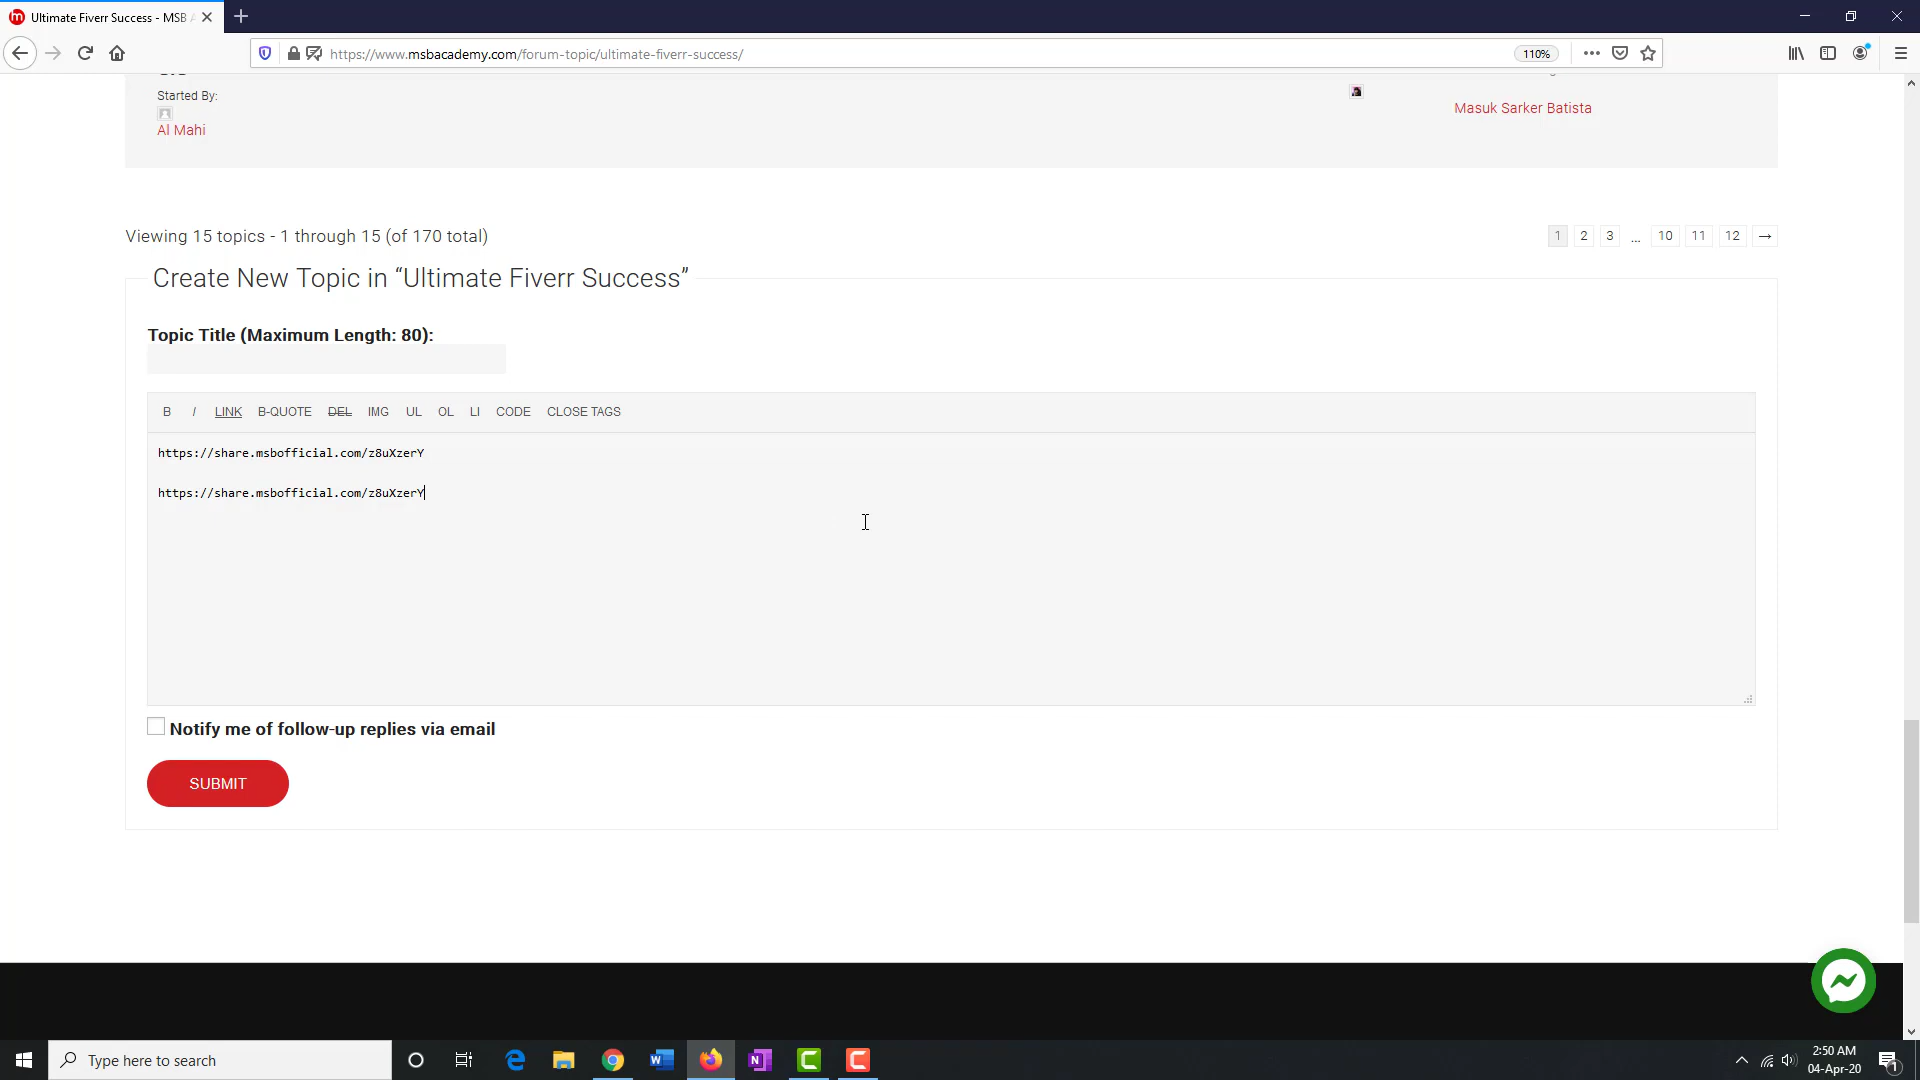 Ultimate Fiverr Success - MSB
https://www.msbacademy.com/forum-topic/ultimate-fiverr-success/
110%
Started By:
Al Mahi
Masuk Sarker Batista
Viewing 15 topics - 1 through 15 (of 170 total)
1 2 3 ... 10 11 12 →
Create New Topic in “Ultimate Fiverr Success”
Topic Title (Maximum Length: 80):
B I LINK B-QUOTE DEL IMG UL OL LI CODE CLOSE TAGS
https://share.msbofficial.com/z8uXzerY
https://share.msbofficial.com/z8uXzerY
Notify me of follow-up replies via email
SUBMIT
Type here to search
2:50 AM
04-Apr-20
1